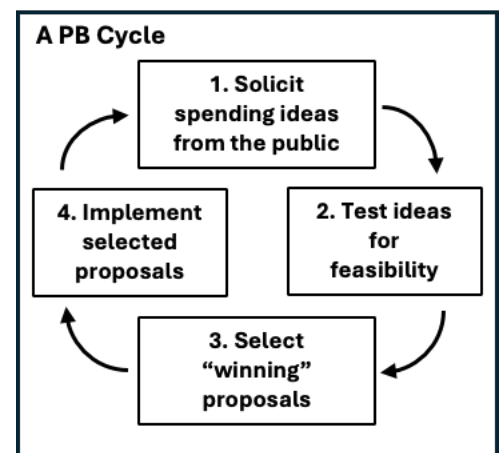 A PB Cycle
1. Solicit
spending ideas
from the public
2. Test ideas
for
feasibility
3. Select
“winning”
proposals
4. Implement
selected
proposals